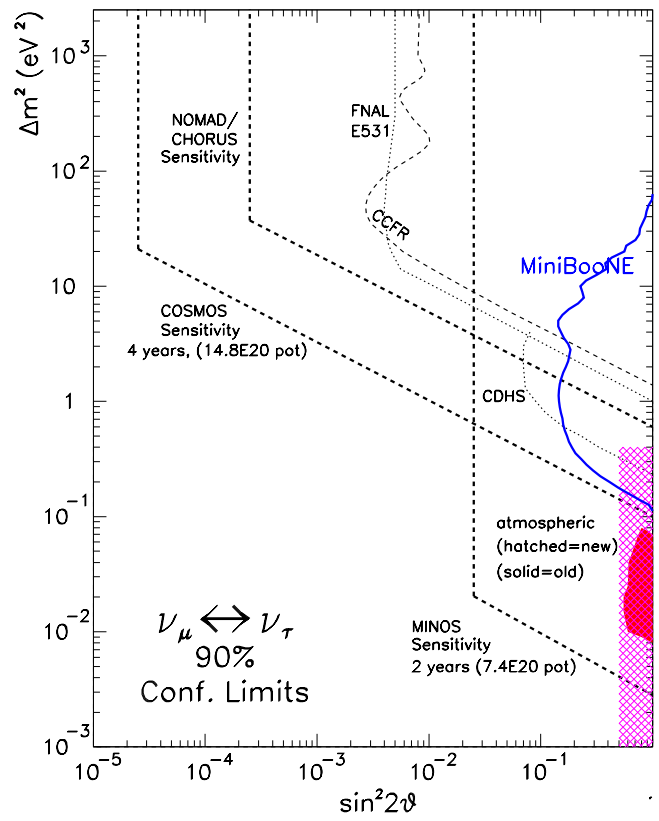 Δm² (eV²)
10³
10²
10
1
10⁻¹
10⁻²
10⁻³
NOMAD/
CHORUS
Sensitivity
FNAL
E531
CCFR
MiniBooNE
COSMOS
Sensitivity
4 years, (14.8E20 pot)
CDHS
atmospheric
(hatched=new)
(solid=old)
MINOS
Sensitivity
2 years (7.4E20 pot)
νμ ↔ ντ
90%
Conf. Limits
10⁻⁵ 10⁻⁴ 10⁻³ 10⁻² 10⁻¹
sin²2ϑ